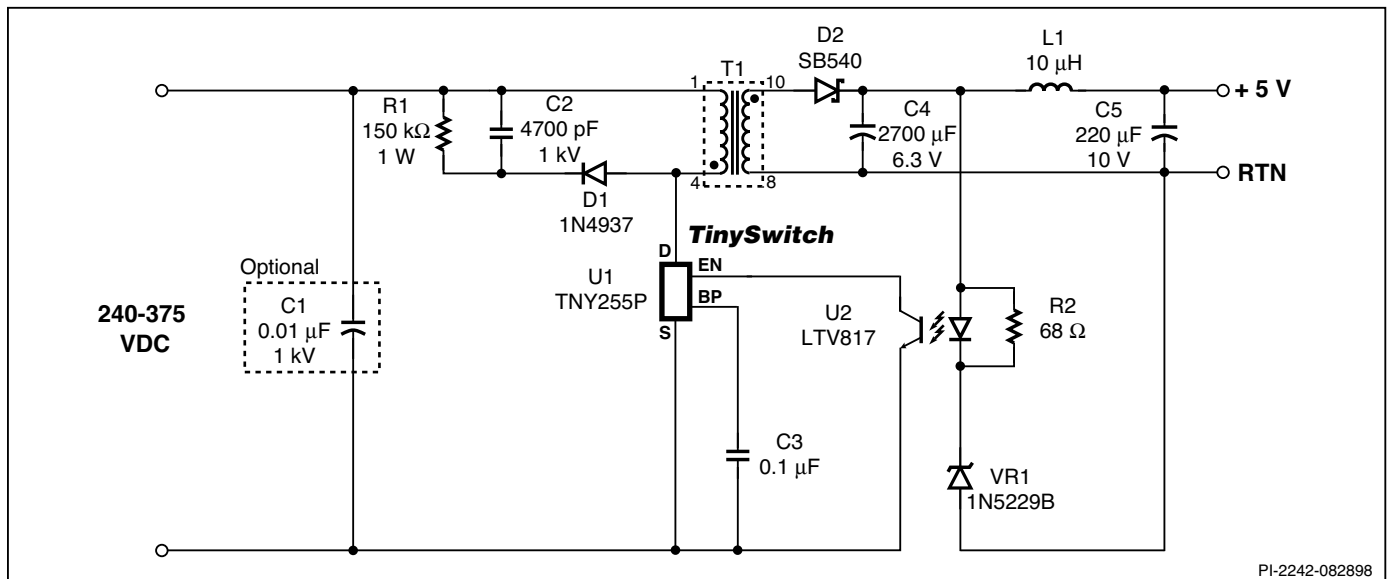 D2
SB540
L1
10 µH
T1
1
10
+ 5 V
R1
150 kΩ
1 W
C2
4700 pF
1 kV
C4
2700 µF
6.3 V
C5
220 µF
10 V
4
8
RTN
D1
1N4937
TinySwitch
D
EN
BP
S
U1
TNY255P
Optional
C1
0.01 µF
1 kV
240-375
VDC
U2
LTV817
R2
68 Ω
C3
0.1 µF
VR1
1N5229B
PI-2242-082898